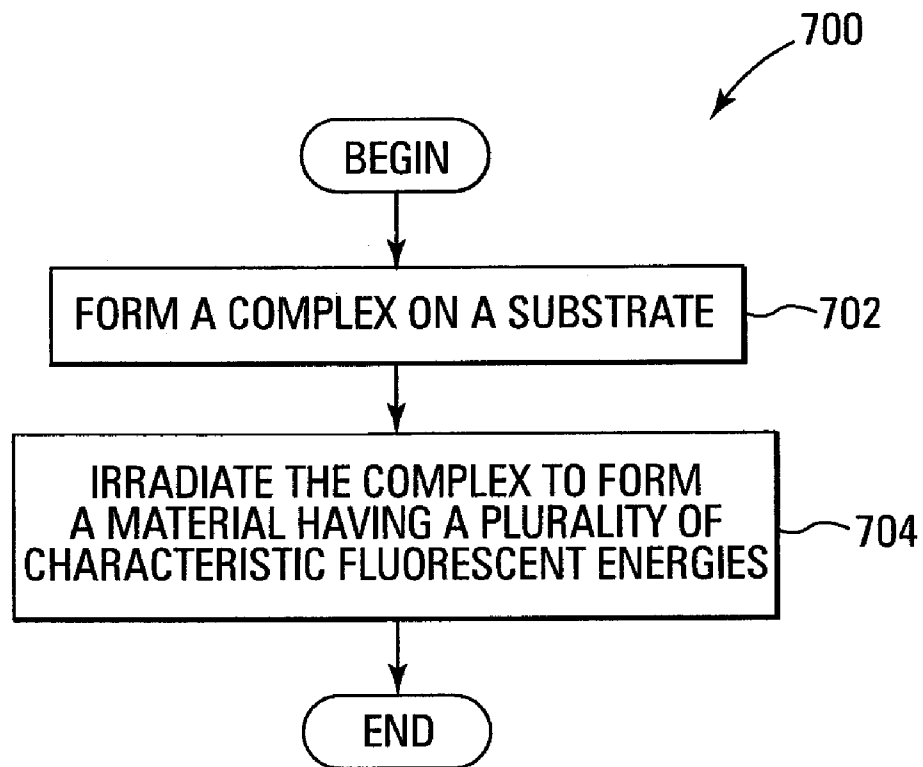 700
BEGIN
FORM A COMPLEX ON A SUBSTRATE
702
IRRADIATE THE COMPLEX TO FORM
A MATERIAL HAVING A PLURALITY OF
CHARACTERISTIC FLUORESCENT ENERGIES
704
END